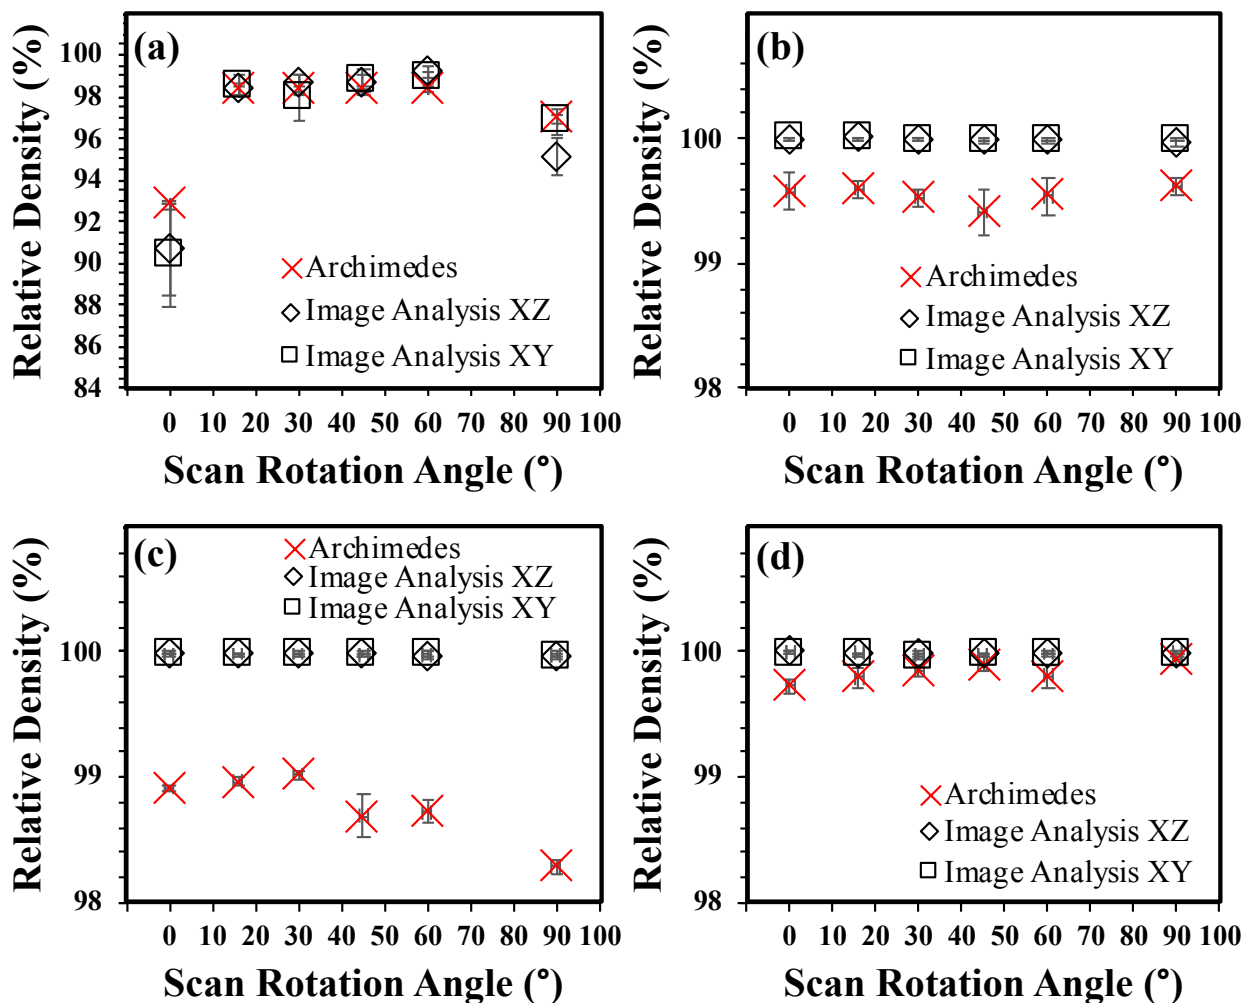 (a)
Relative Density (%)
100
98
96
94
92
90
88
86
84
Archimedes
Image Analysis XZ
Image Analysis XY
0 10 20 30 40 50 60 70 80 90 100
Scan Rotation Angle (°)
(b)
Relative Density (%)
100
99
98
Archimedes
Image Analysis XZ
Image Analysis XY
0 10 20 30 40 50 60 70 80 90 100
Scan Rotation Angle (°)
(c)
Relative Density (%)
Archimedes
Image Analysis XZ
Image Analysis XY
100
99
98
0 10 20 30 40 50 60 70 80 90 100
Scan Rotation Angle (°)
(d)
Relative Density (%)
100
99
98
Archimedes
Image Analysis XZ
Image Analysis XY
0 10 20 30 40 50 60 70 80 90 100
Scan Rotation Angle (°)